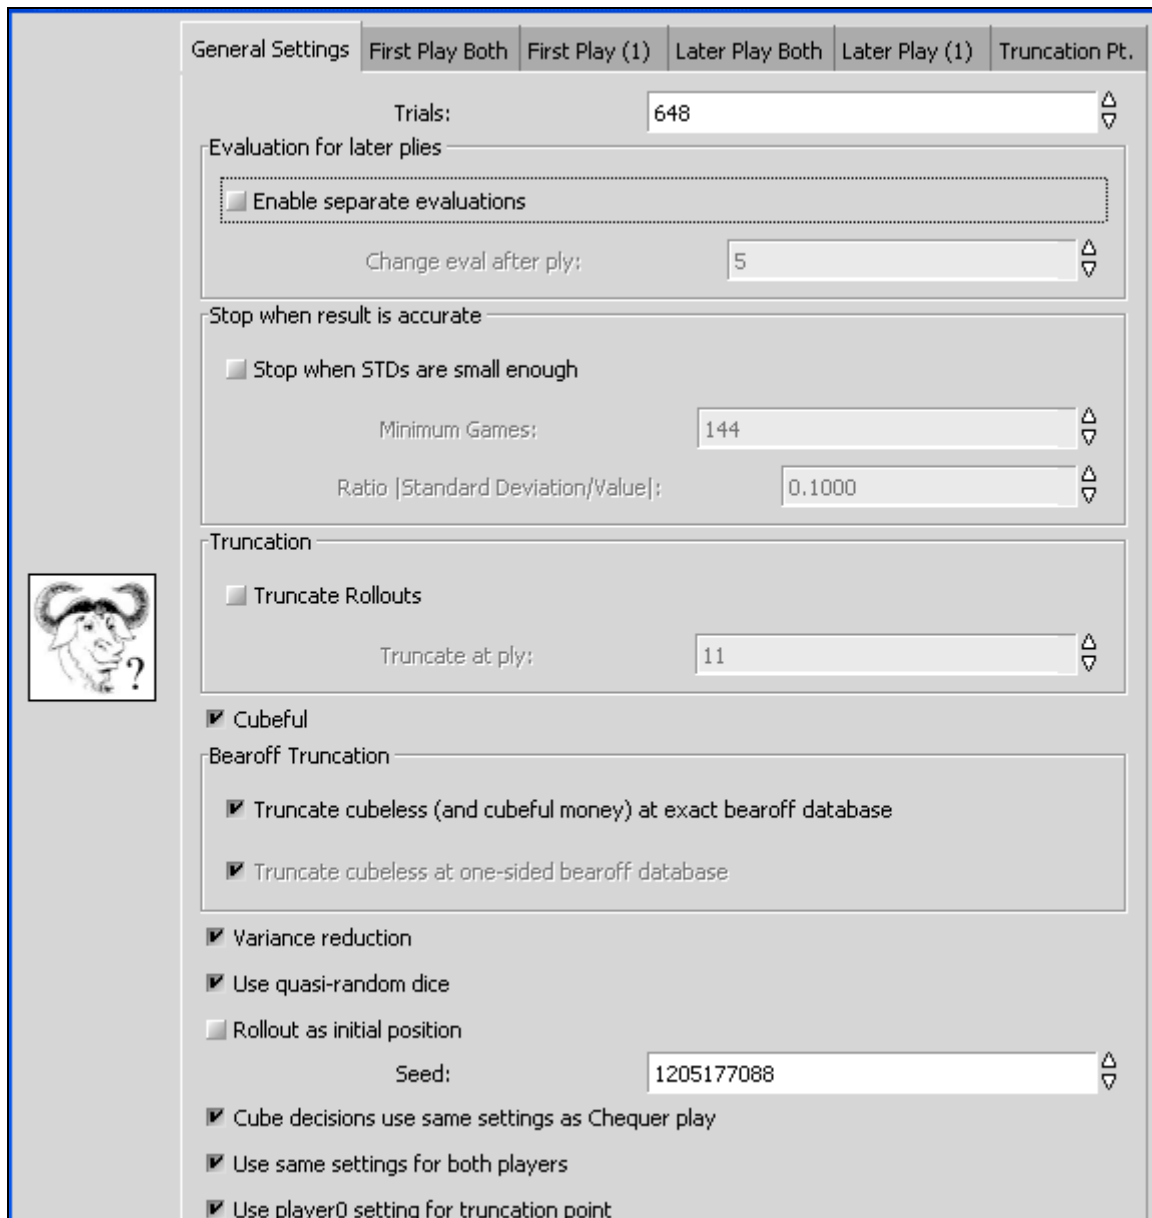 General Settings First Play Both First Play (1) Later Play Both Later Play (1) Truncation Pt.
Trials: 648
Evaluation for later plies
Enable separate evaluations
Change eval after ply: 5
Stop when result is accurate
Stop when STDs are small enough
Minimum Games: 144
Ratio |Standard Deviation/Value|: 0.1000
Truncation
Truncate Rollouts
Truncate at ply: 11
?
Cubeful
Bearoff Truncation
Truncate cubeless (and cubeful money) at exact bearoff database
Truncate cubeless at one-sided bearoff database
Variance reduction
Use quasi-random dice
Rollout as initial position
Seed: 1205177088
Cube decisions use same settings as Chequer play
Use same settings for both players
Use player0 setting for truncation point